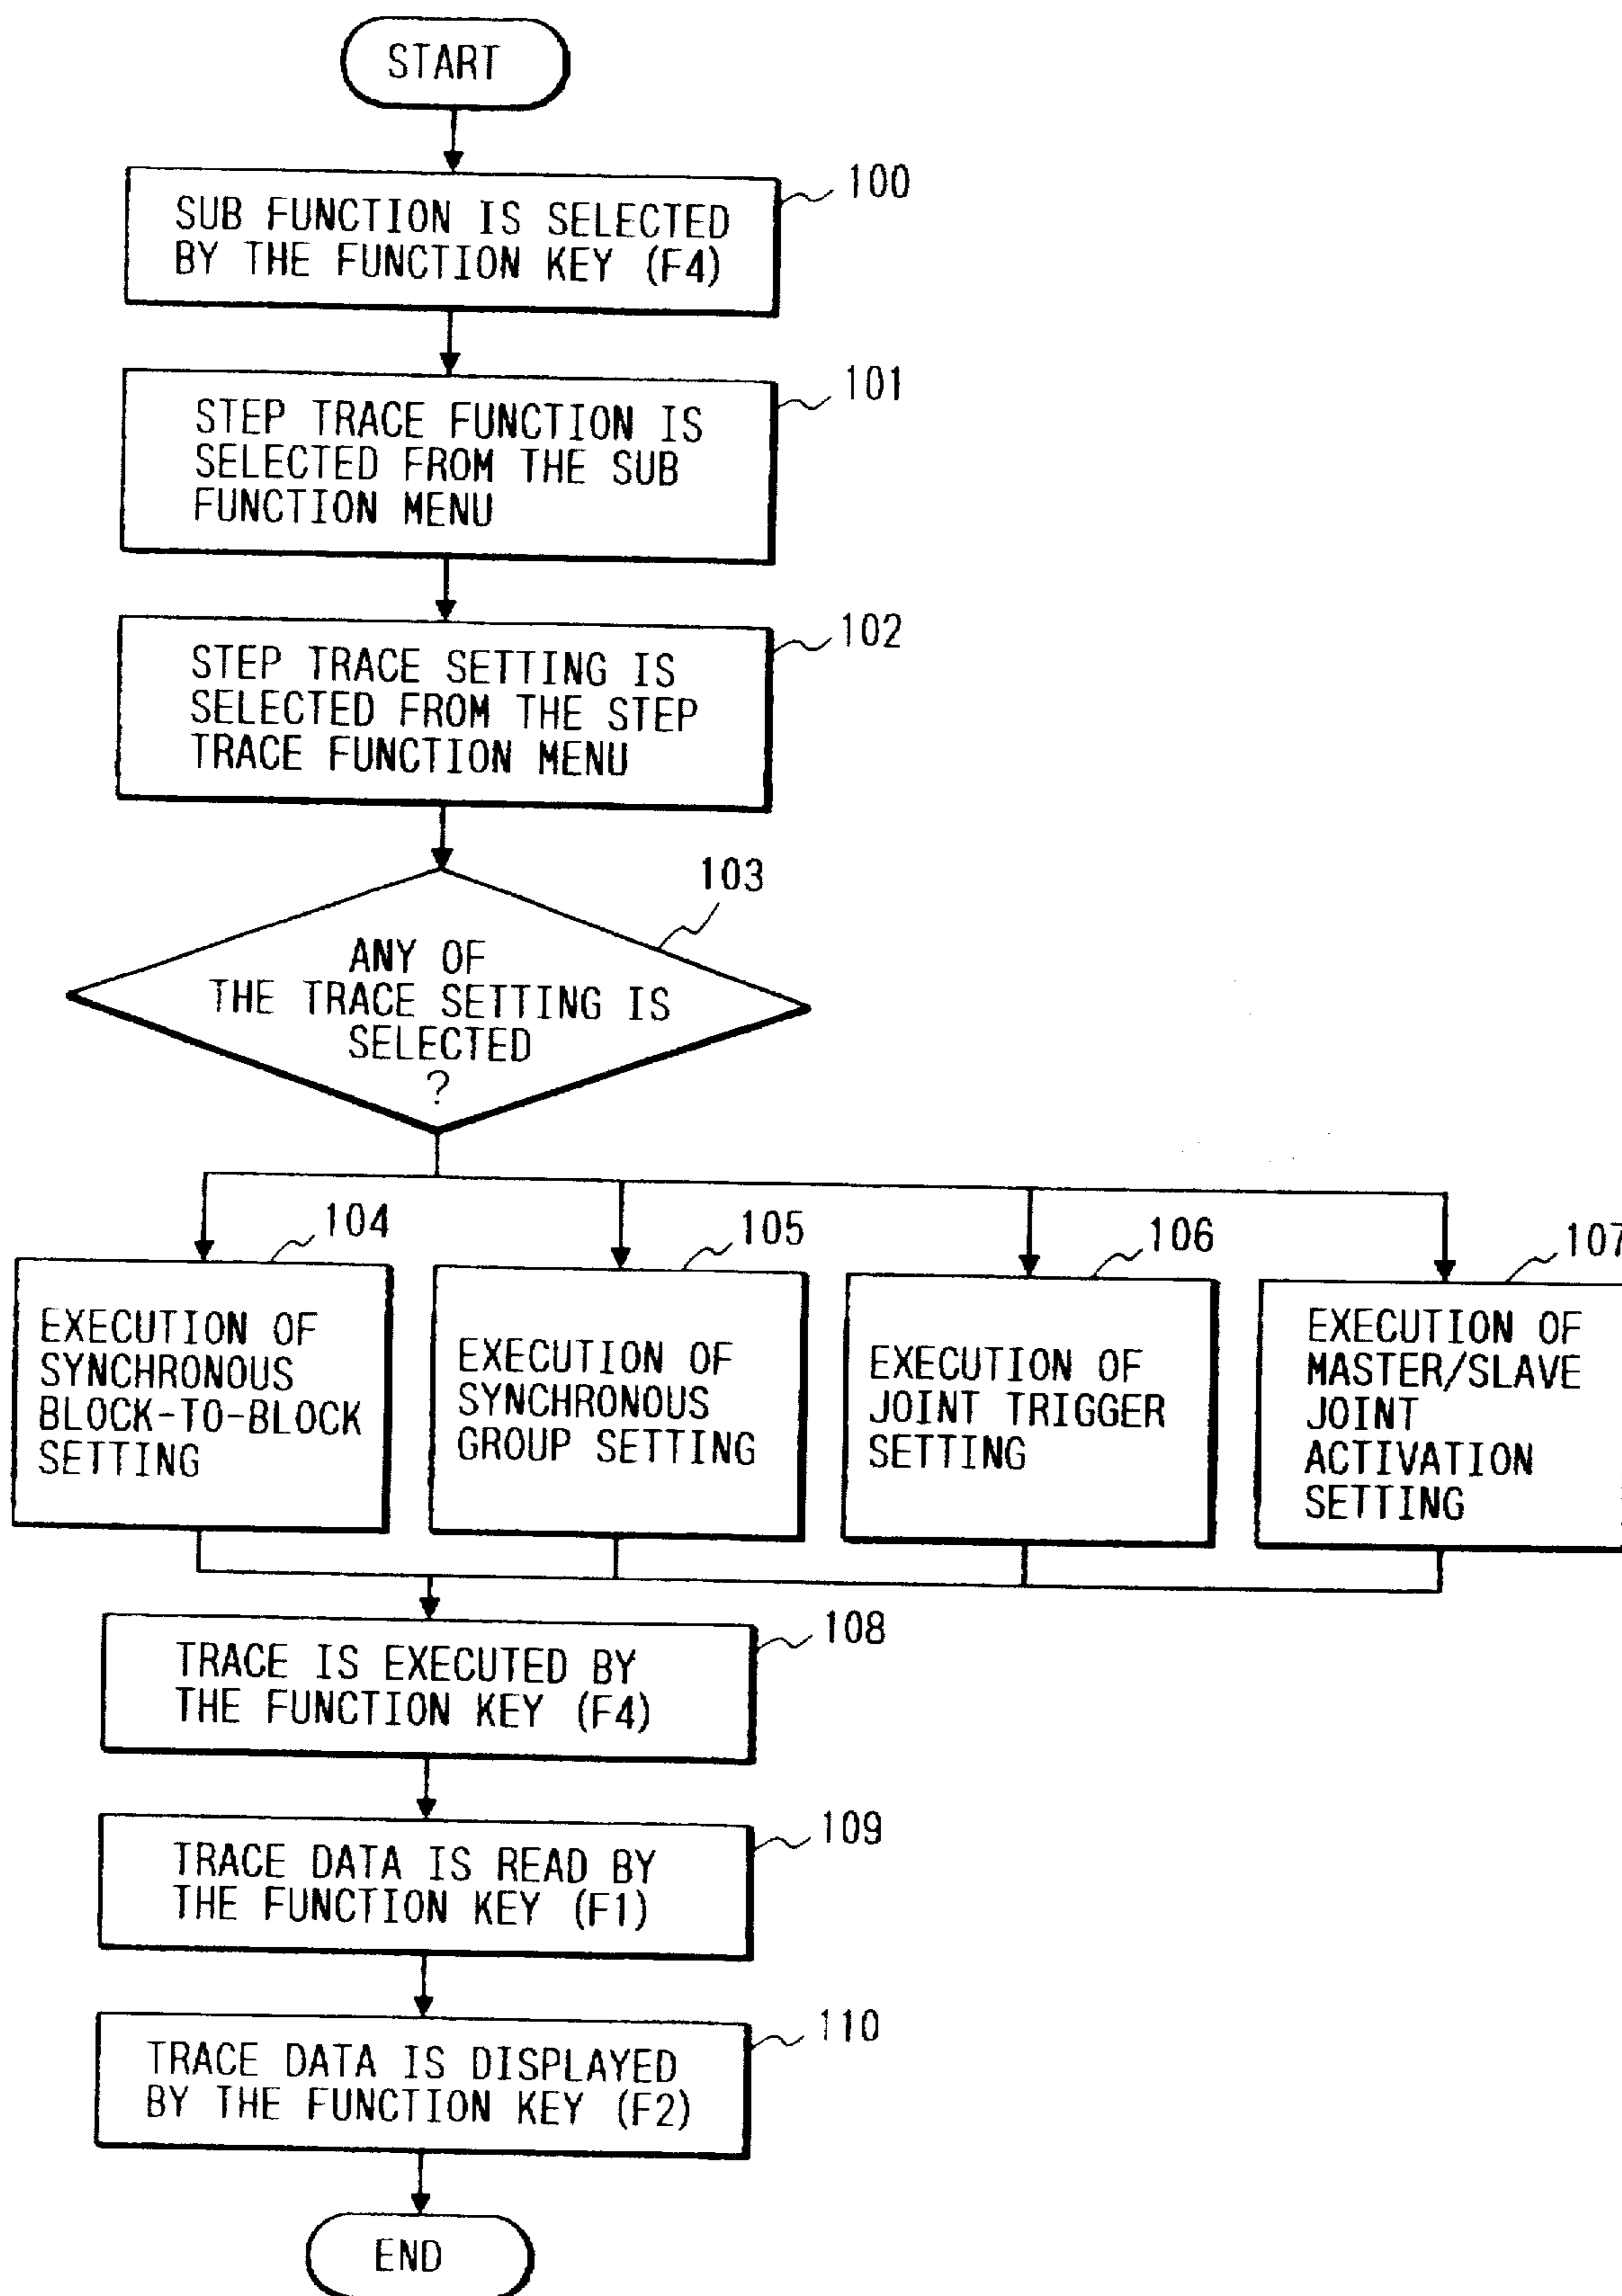 START
100
SUB FUNCTION IS SELECTED
BY THE FUNCTION KEY (F4)
101
STEP TRACE FUNCTION IS
SELECTED FROM THE SUB
FUNCTION MENU
102
STEP TRACE SETTING IS
SELECTED FROM THE STEP
TRACE FUNCTION MENU
103
ANY OF
THE TRACE SETTING IS
SELECTED
?
104
EXECUTION OF
SYNCHRONOUS
BLOCK-TO-BLOCK
SETTING
105
EXECUTION OF
SYNCHRONOUS
GROUP SETTING
106
EXECUTION OF
JOINT TRIGGER
SETTING
107
EXECUTION OF
MASTER/SLAVE
JOINT
ACTIVATION
SETTING
108
TRACE IS EXECUTED BY
THE FUNCTION KEY (F4)
109
TRACE DATA IS READ BY
THE FUNCTION KEY (F1)
110
TRACE DATA IS DISPLAYED
BY THE FUNCTION KEY (F2)
END